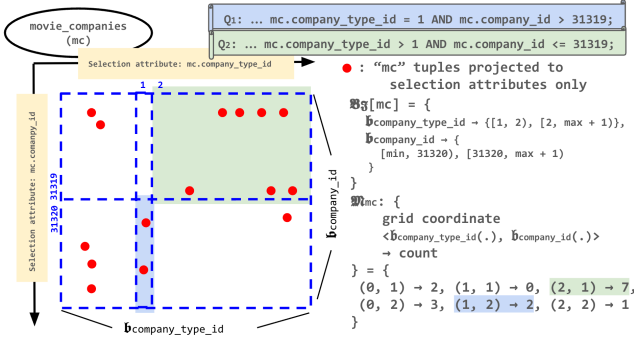 movie_companies
(mc)
Q₁: ... mc.company_type_id = 1 AND mc.company_id > 31319;
Q₂: ... mc.company_type_id > 1 AND mc.company_id <= 31319;
Selection attribute: mc.company_type_id
Selection attribute: mc.comanpy_id
1 2
31320 31319
𝖇company_id
𝖇company_type_id
: “mc” tuples projected to
selection attributes only
𝕭𝕴[mc] = {
𝖇company_type_id → {[1, 2), [2, max + 1)},
𝖇company_id → {
[min, 31320), [31320, max + 1)
}
}
𝕸mc: {
grid coordinate
<𝖇company_type_id(.), 𝖇company_id(.)>
→ count
} = {
(0, 1) → 2, (1, 1) → 0, (2, 1) → 7,
(0, 2) → 3, (1, 2) → 2, (2, 2) → 1
}